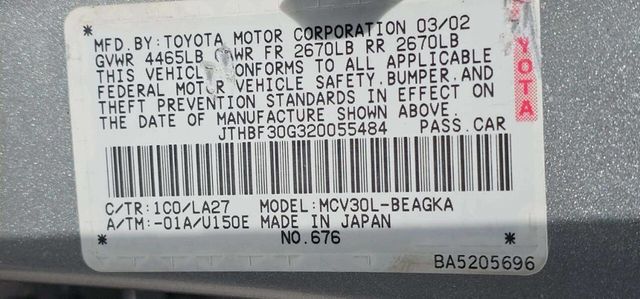 MFD.BY:TOYOTA MOTOR CORPORATION 03/02
GVWR 4465LB WR FR 2670LB RR 2670LB
THIS VEHICLE CONFORMS TO ALL APPLICABLE
FEDERAL MOTOR VEHICLE SAFETY,BUMPER,AND
THEFT PREVENTION STANDARDS IN EFFECT ON
THE DATE OF MANUFACTURE SHOWN ABOVE.
JTHBF30G320055484 PASS.CAR
C/TR:1C0/LA27 MODEL:MCV30L-BEAGKA
A/TM:-01A/U150E MADE IN JAPAN
* NO.676 *
BA5205696
YOTA